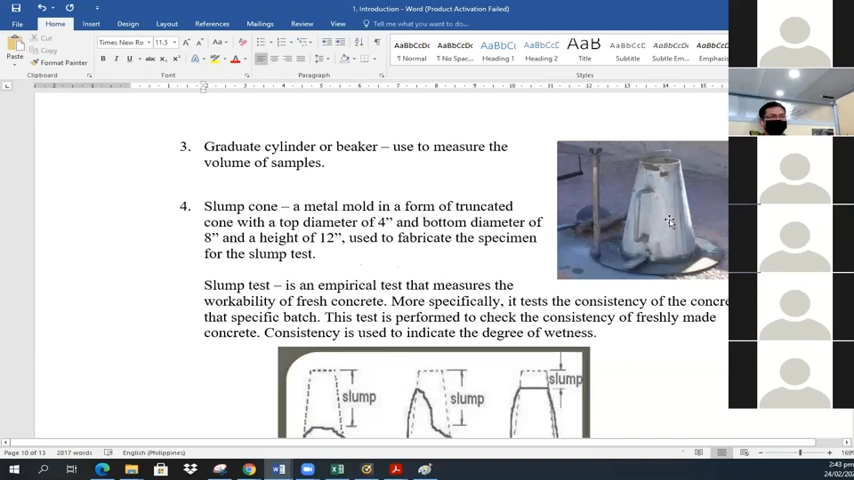 1. Introduction - Word (Product Activation Failed)
File Home Insert Design Layout References Mailings Review View Tell me what you want to do...
Paste
Cut
Copy
Format Painter
Clipboard
Times New Ro 11.5
Font
Paragraph
AaBbCcDc AaBbCcDc AaBbCc AaBbCcC AaB AaBbCcD AaBbCcDc AaBbCcDc
¶ Normal ¶ No Spac... Heading 1 Heading 2 Title Subtitle Subtle Em... Emphasis
Styles
3. Graduate cylinder or beaker – use to measure the
volume of samples.
4. Slump cone – a metal mold in a form of truncated
cone with a top diameter of 4” and bottom diameter of
8” and a height of 12”, used to fabricate the specimen
for the slump test.
Slump test – is an empirical test that measures the
workability of fresh concrete. More specifically, it tests the consistency of the concre
that specific batch. This test is performed to check the consistency of freshly made
concrete. Consistency is used to indicate the degree of wetness.
slump
slump
slump
Page 10 of 13 2817 words English (Philippines)
169%
2:43 pm
24/02/202